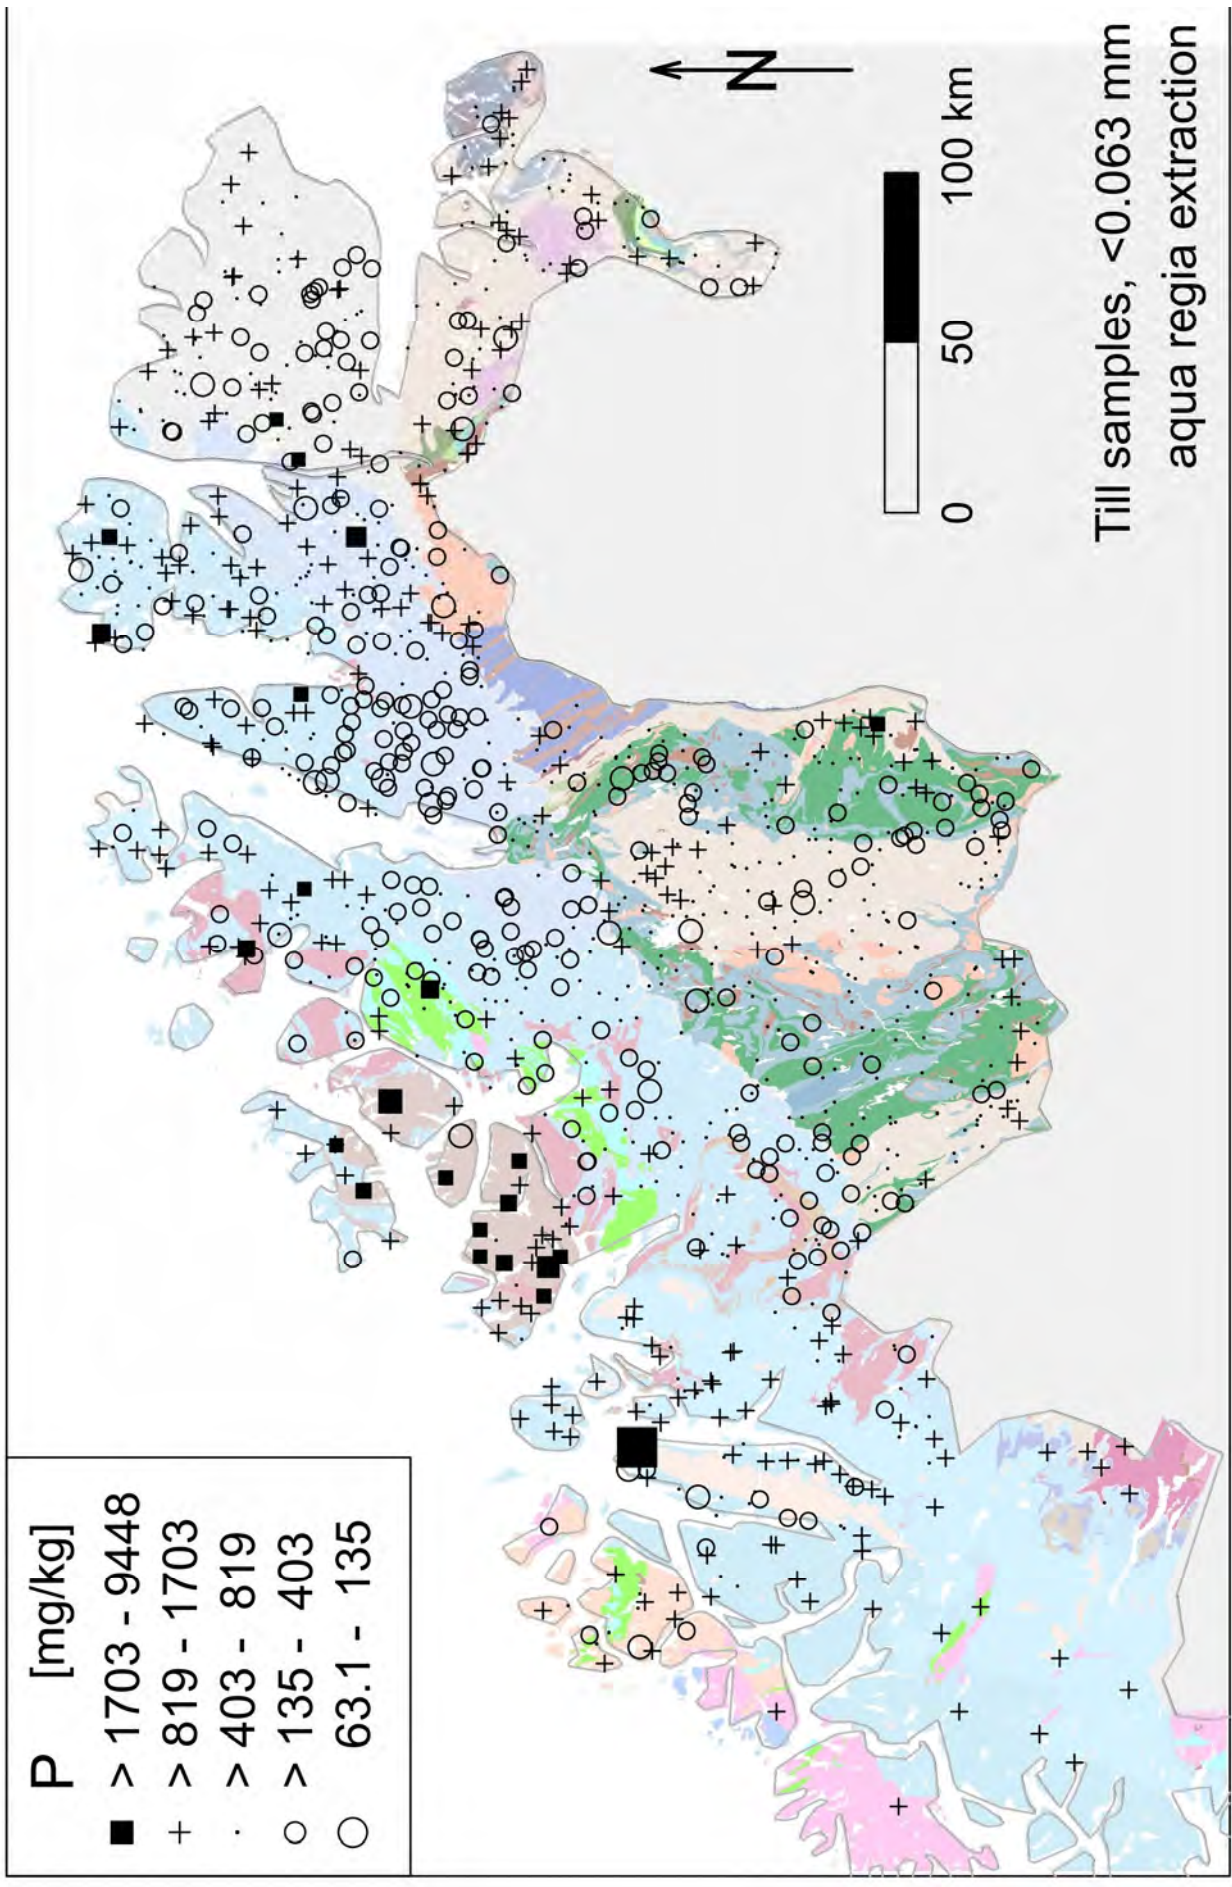 P [mg/kg]
> 1703 - 9448
> 819 - 1703
> 403 - 819
> 135 - 403
63.1 - 135
N
0 50 100 km
Till samples, <0.063 mm
aqua regia extraction